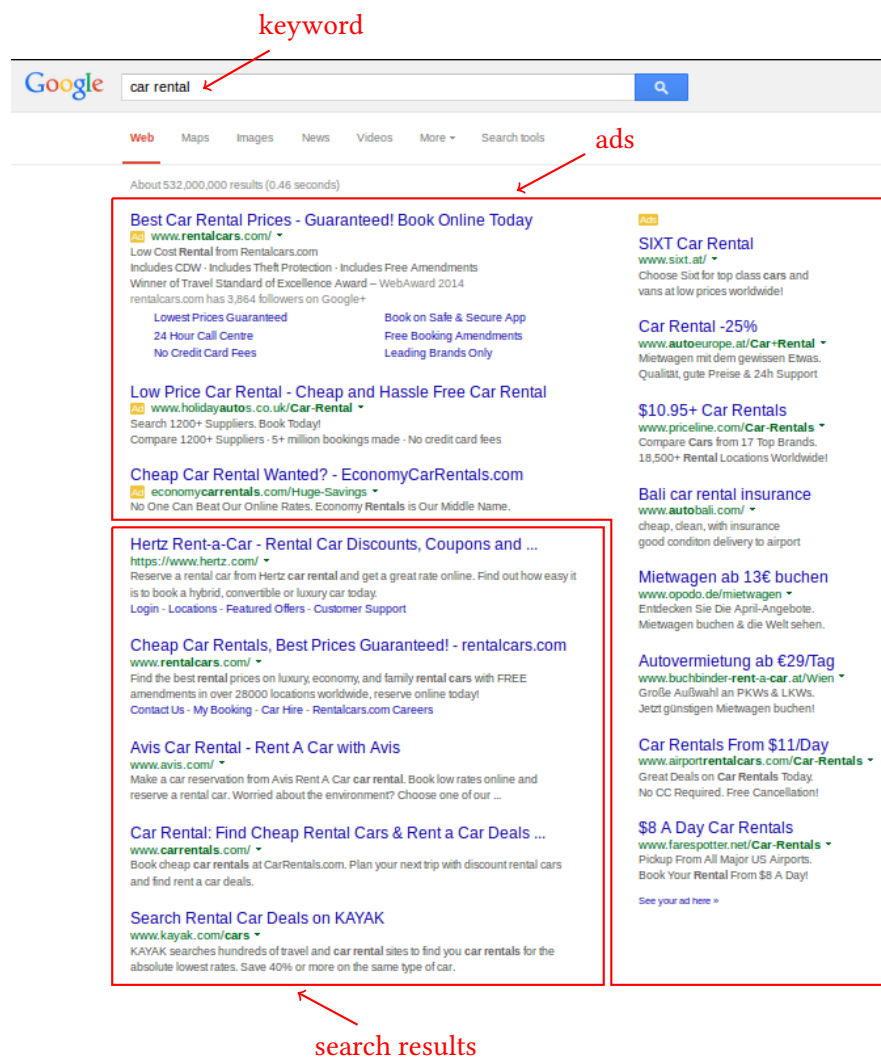 keyword
Google
car rental
Web Maps Images News Videos More Search tools
ads
About 532,000,000 results (0.46 seconds)
Best Car Rental Prices - Guaranteed! Book Online Today
Ad www.rentalcars.com/
Low Cost Rental from Rentalcars.com
Includes CDW · Includes Theft Protection · Includes Free Amendments
Winner of Travel Standard of Excellence Award – WebAward 2014
rentalcars.com has 3,864 followers on Google+
Lowest Prices Guaranteed
Book on Safe & Secure App
24 Hour Call Centre
Free Booking Amendments
No Credit Card Fees
Leading Brands Only
Low Price Car Rental - Cheap and Hassle Free Car Rental
Ad www.holidayautos.co.uk/Car-Rental
Search 1200+ Suppliers. Book Today!
Compare 1200+ Suppliers · 5+ million bookings made · No credit card fees
Cheap Car Rental Wanted? - EconomyCarRentals.com
Ad economycarrentals.com/Huge-Savings
No One Can Beat Our Online Rates. Economy Rentals is Our Middle Name.
Hertz Rent-a-Car - Rental Car Discounts, Coupons and ...
https://www.hertz.com/
Reserve a rental car from Hertz car rental and get a great rate online. Find out how easy it
is to book a hybrid, convertible or luxury car today.
Login - Locations - Featured Offers - Customer Support
Cheap Car Rentals, Best Prices Guaranteed! - rentalcars.com
www.rentalcars.com/
Find the best rental prices on luxury, economy, and family rental cars with FREE
amendments in over 28000 locations worldwide, reserve online today!
Contact Us - My Booking - Car Hire - Rentalcars.com Careers
Avis Car Rental - Rent A Car with Avis
www.avis.com/
Make a car reservation from Avis Rent A Car car rental. Book low rates online and
reserve a rental car. Worried about the environment? Choose one of our ...
Car Rental: Find Cheap Rental Cars & Rent a Car Deals ...
www.carrentals.com/
Book cheap car rentals at CarRentals.com. Plan your next trip with discount rental cars
and find rent a car deals.
Search Rental Car Deals on KAYAK
www.kayak.com/cars
KAYAK searches hundreds of travel and car rental sites to find you car rentals for the
absolute lowest rates. Save 40% or more on the same type of car.
Ads
SIXT Car Rental
www.sixt.at/
Choose Sixt for top class cars and
vans at low prices worldwide!
Car Rental -25%
www.autoeurope.at/Car+Rental
Mietwagen mit dem gewissen Etwas.
Qualität, gute Preise & 24h Support
$10.95+ Car Rentals
www.priceline.com/Car-Rentals
Compare Cars from 17 Top Brands.
18,500+ Rental Locations Worldwide!
Bali car rental insurance
www.autobali.com/
cheap, clean, with insurance
good conditon delivery to airport
Mietwagen ab 13€ buchen
www.opodo.de/mietwagen
Entdecken Sie Die April-Angebote.
Mietwagen buchen & die Welt sehen.
Autovermietung ab €29/Tag
www.buchbinder-rent-a-car.at/Wien
Große Außwahl an PKWs & LKWs.
Jetzt günstigen Mietwagen buchen!
Car Rentals From $11/Day
www.airportrentalcars.com/Car-Rentals
Great Deals on Car Rentals Today.
No CC Required. Free Cancellation!
$8 A Day Car Rentals
www.farespotter.net/Car-Rentals
Pickup From All Major US Airports.
Book Your Rental From $8 A Day!
See your ad here »
search results